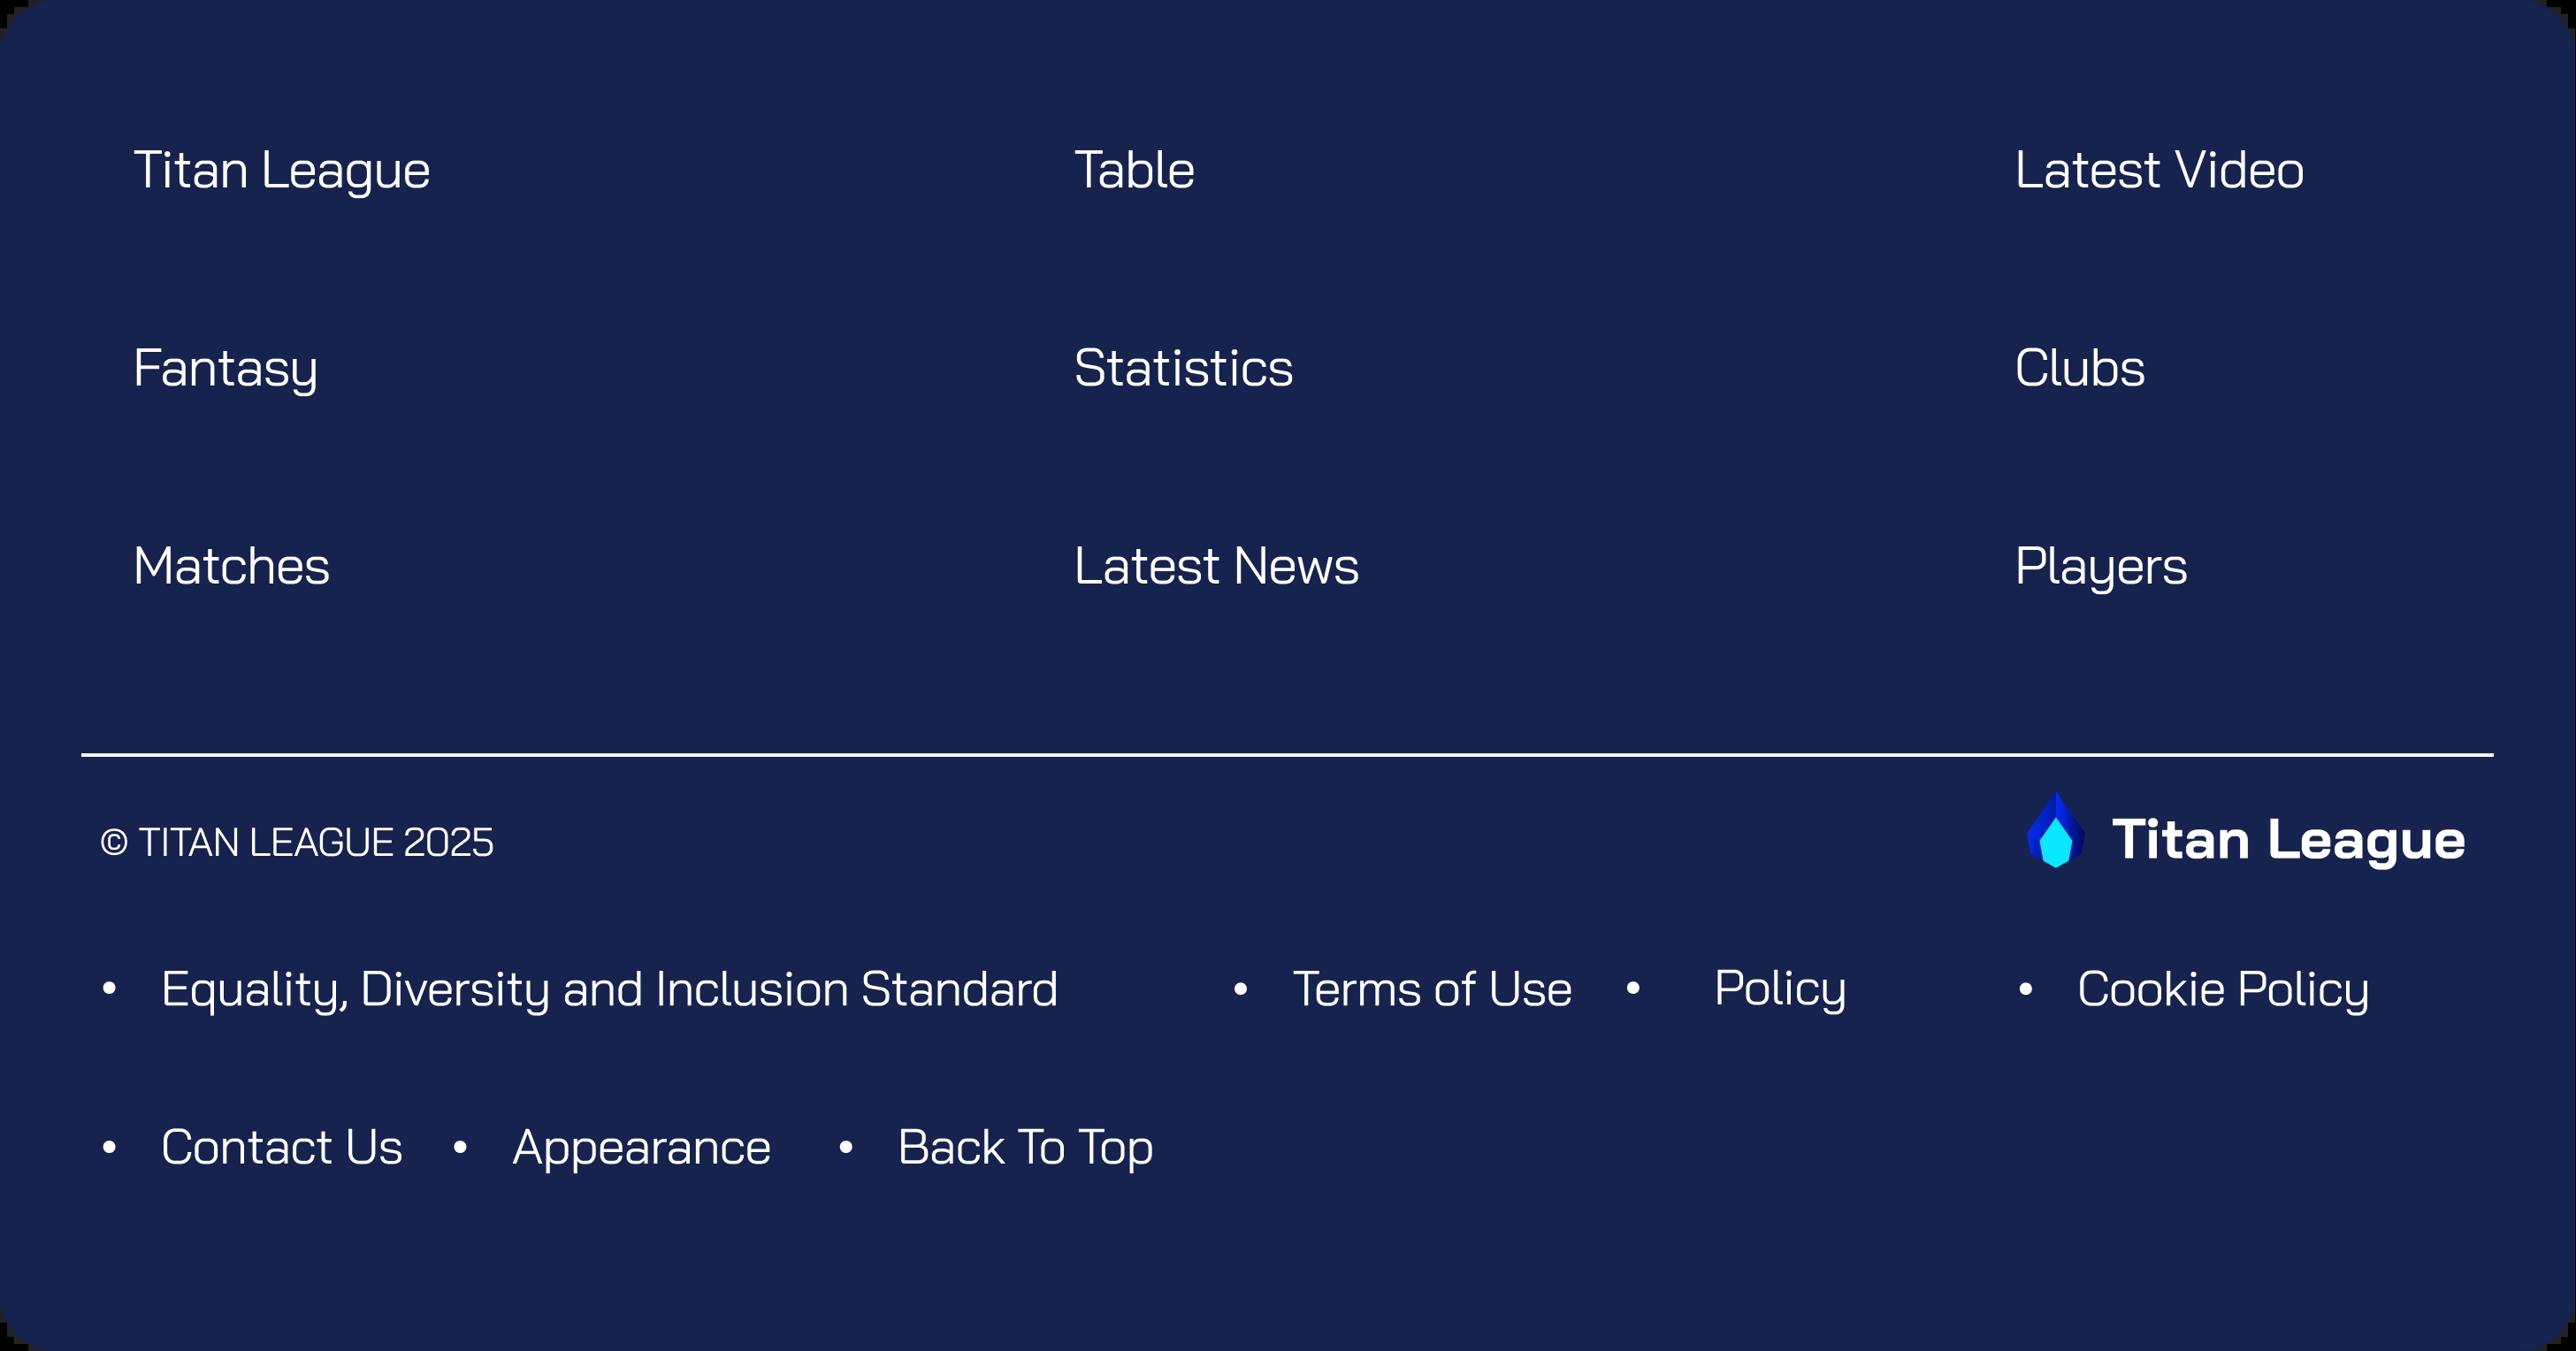 Titan League Table Latest Video
Fantasy Statistics Clubs
Matches Latest News Players
© TITAN LEAGUE 2025 Titan League
• Equality, Diversity and Inclusion Standard • Terms of Use • Policy • Cookie Policy
• Contact Us • Appearance • Back To Top